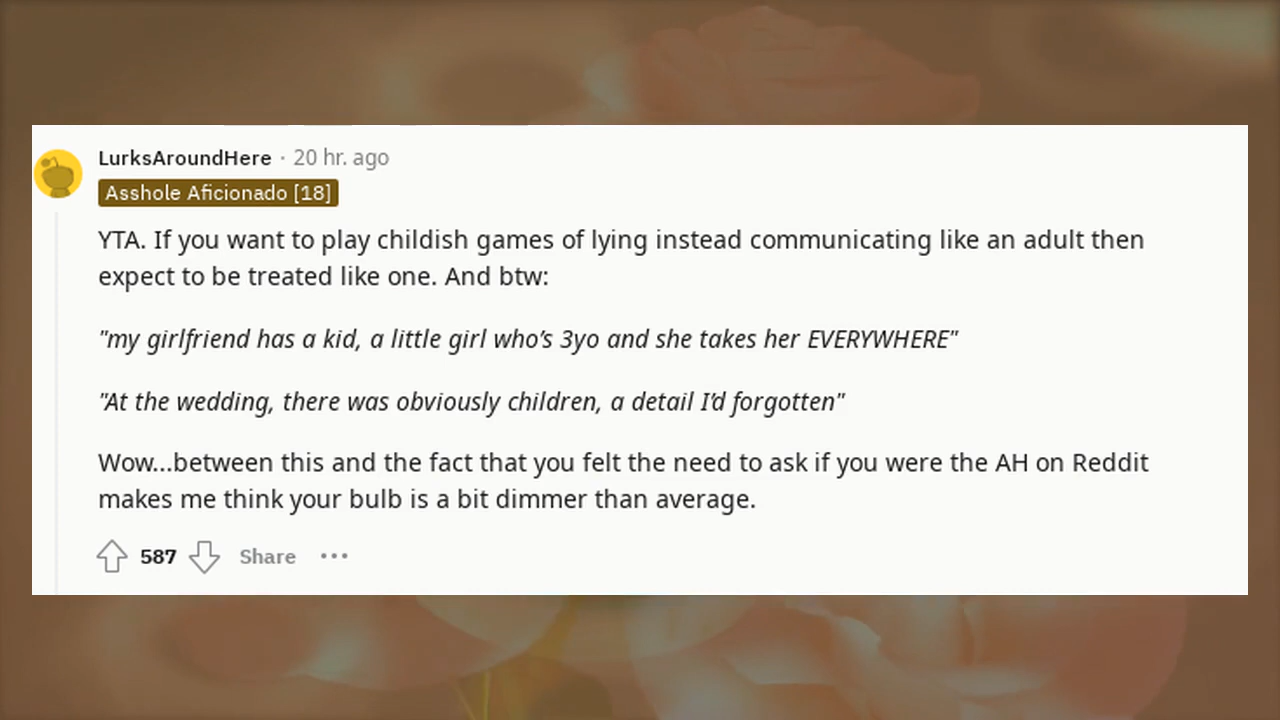 LurksAroundHere · 20 hr. ago
Asshole Aficionado [18]
YTA. If you want to play childish games of lying instead communicating like an adult then
expect to be treated like one. And btw:
"my girlfriend has a kid, a little girl who’s 3yo and she takes her EVERYWHERE"
"At the wedding, there was obviously children, a detail I’d forgotten"
Wow...between this and the fact that you felt the need to ask if you were the AH on Reddit
makes me think your bulb is a bit dimmer than average.
587 Share •••